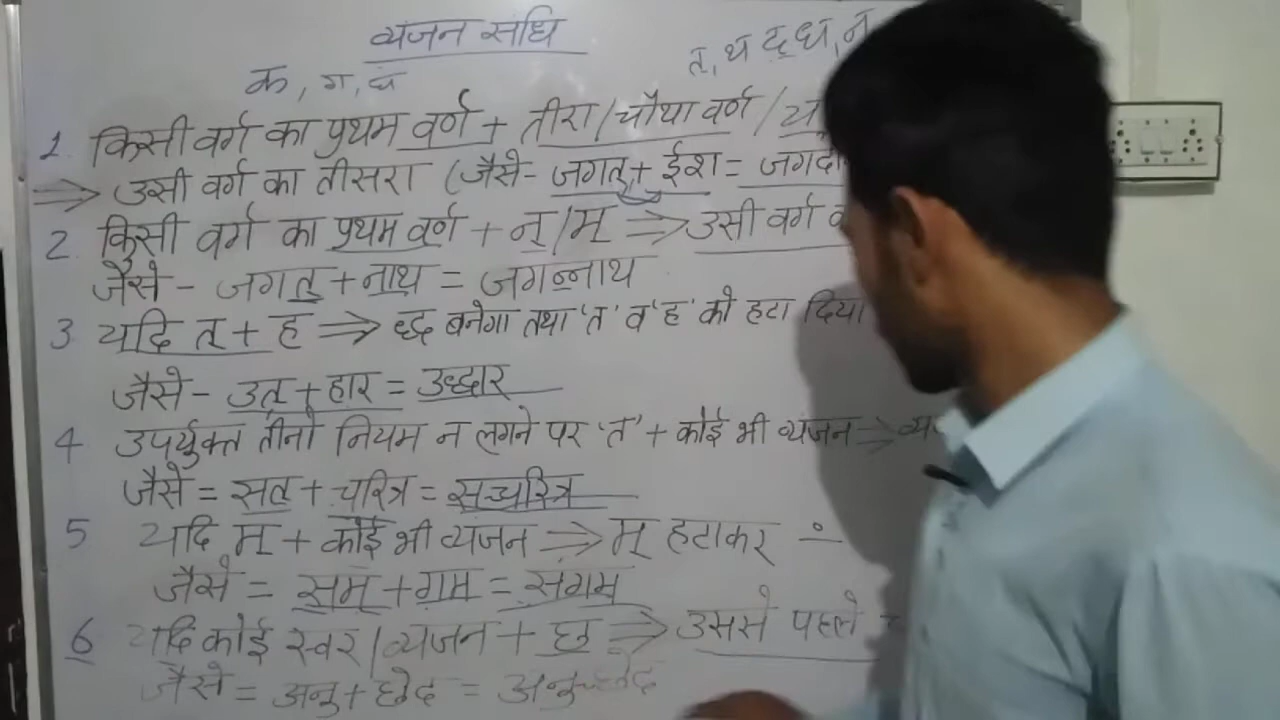 व्यंजन संधि
त, थ द, ध, न
क, ग, घ
1. किसी वर्ग का प्रथम वर्ण + तीरा/चौथा वर्ण /
⇒ उसी वर्ग का तीसरा (जैसे- जगत् + ईश =
2. किसी वर्ग का प्रथम वर्ण + न्/म् ⇒ उसी वर्ग
जैसे - जगत् + नाथ = जगन्नाथ
3 यदि त् + ह ⇒ द्ध बनेगा तथा 'त' व 'ह' को हटा दिया
जैसे - उत् + हार = उद्धार
4 उपर्युक्त तीनो नियम न लगने पर 'त' + कोई भी व्यंजन ⇒
जैसे = सत् + चरित्र = सच्चरित्र
5 यदि म् + कोई भी व्यंजन ⇒ म् हटाकर
जैसे = सम् + गम = संगम
6 यदि कोई स्वर/व्यंजन + छ ⇒ उससे पहले
जैसे = अनु + छेद = अनुच्छेद